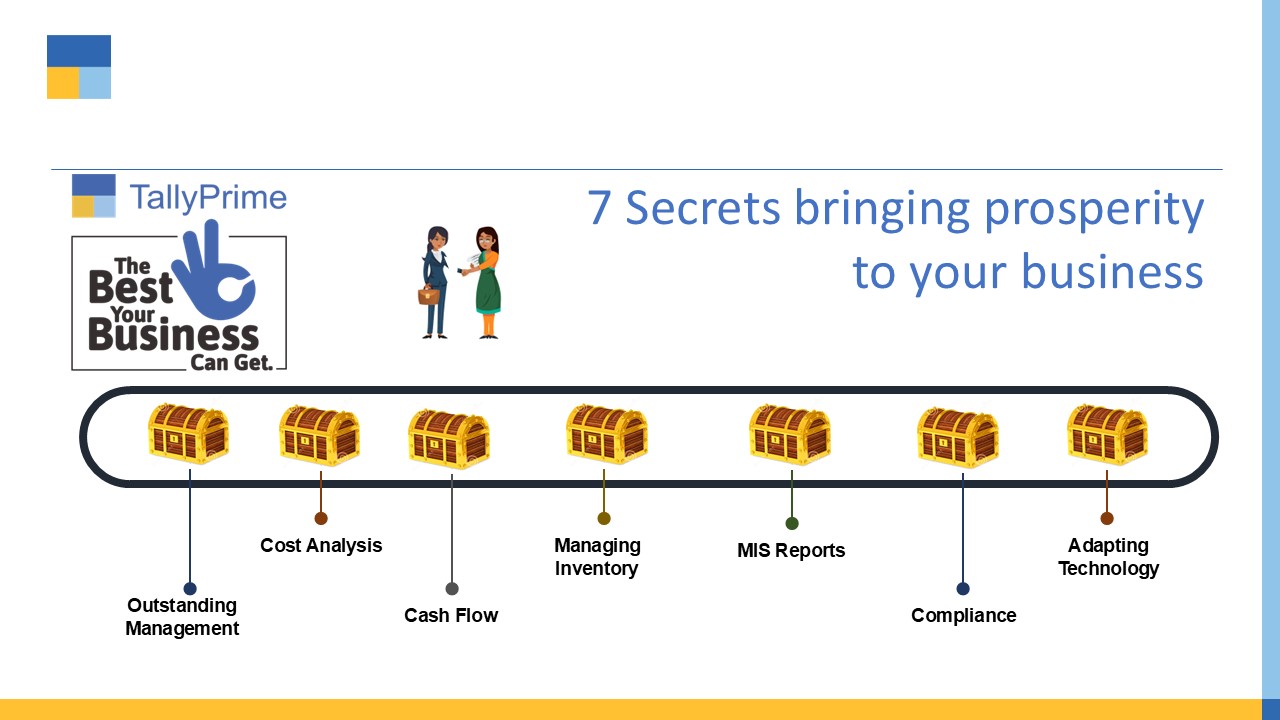 TallyPrime
The
Best
Your
Business
Can Get.
7 Secrets bringing prosperity
to your business
Outstanding
Management
Cost Analysis
Cash Flow
Managing
Inventory
MIS Reports
Compliance
Adapting
Technology